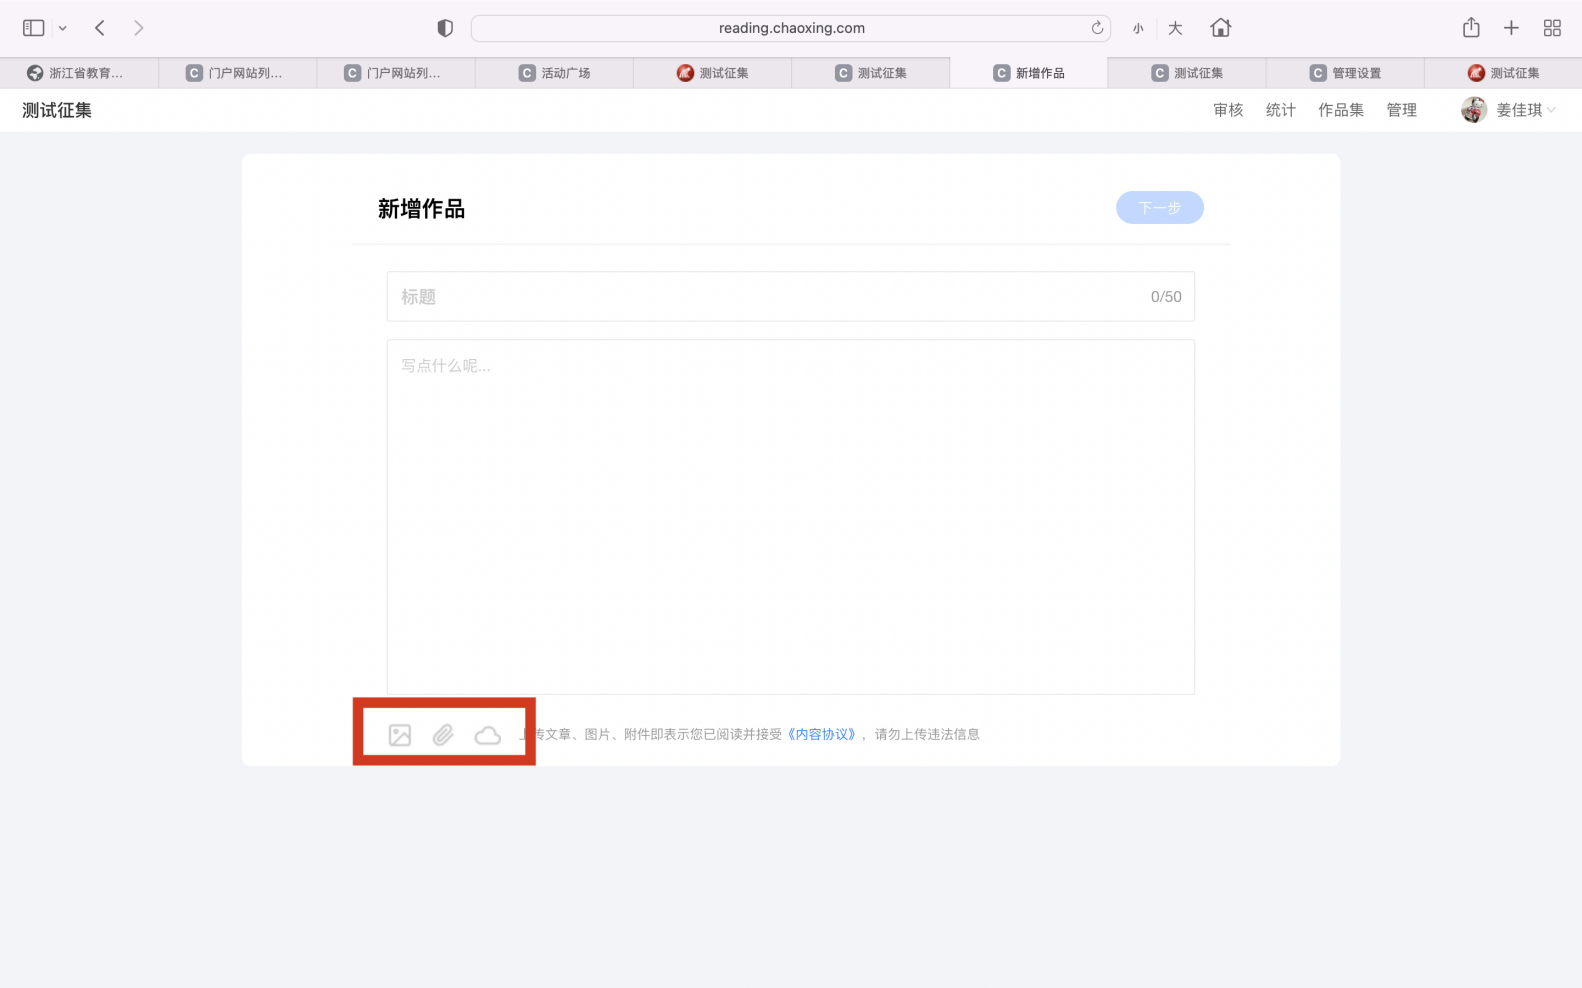 reading.chaoxing.com
小 大
浙江省教育...
门户网站列...
门户网站列...
活动广场
测试征集
测试征集
新增作品
测试征集
管理设置
测试征集
测试征集
审核 统计 作品集 管理 姜佳琪
新增作品
下一步
标题
0/50
写点什么呢...
传文章、图片、附件即表示您已阅读并接受《内容协议》，请勿上传违法信息